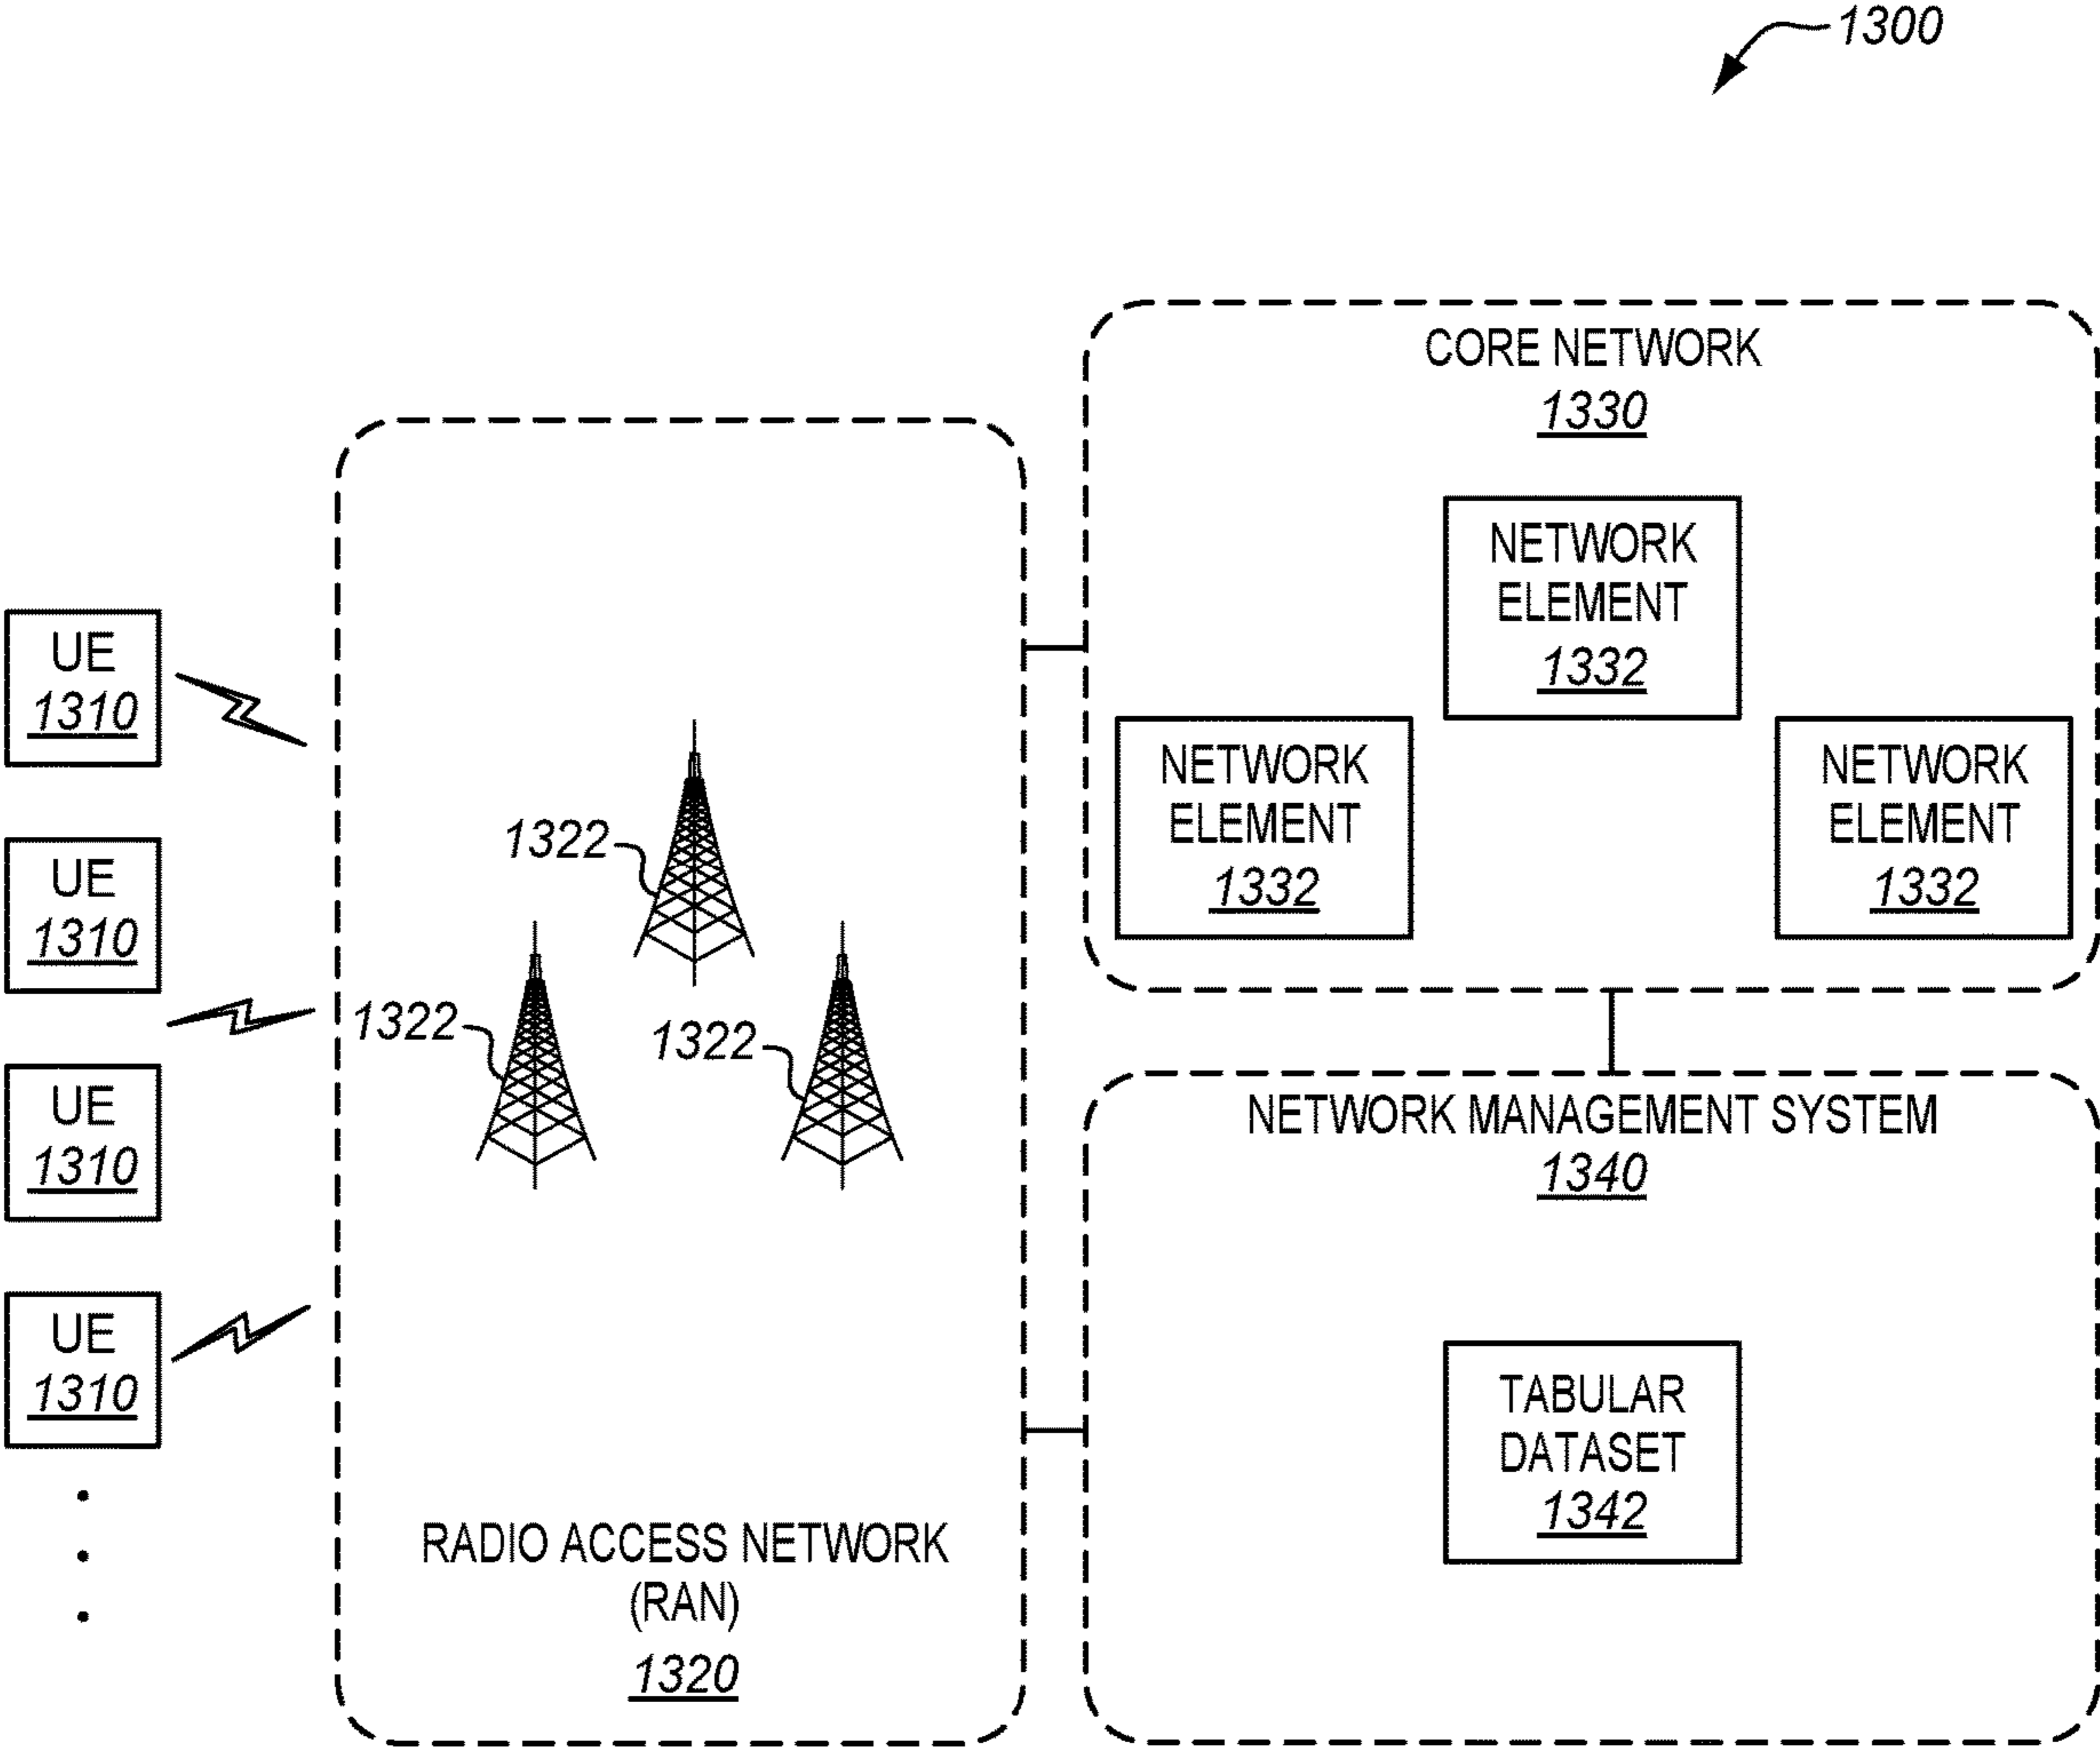 1300
CORE NETWORK
1330
NETWORK
ELEMENT
1332
NETWORK
ELEMENT
1332
NETWORK
ELEMENT
1332
UE
1310
UE
1310
UE
1310
UE
1310
1322
1322
1322
RADIO ACCESS NETWORK
(RAN)
1320
NETWORK MANAGEMENT SYSTEM
1340
TABULAR
DATASET
1342